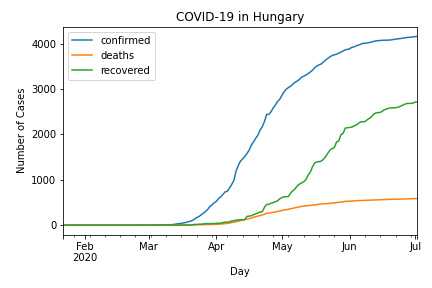 COVID-19 in Hungary
confirmed
deaths
recovered
Number of Cases
4000
3000
2000
1000
0
Feb Mar Apr May Jun Jul
2020
Day